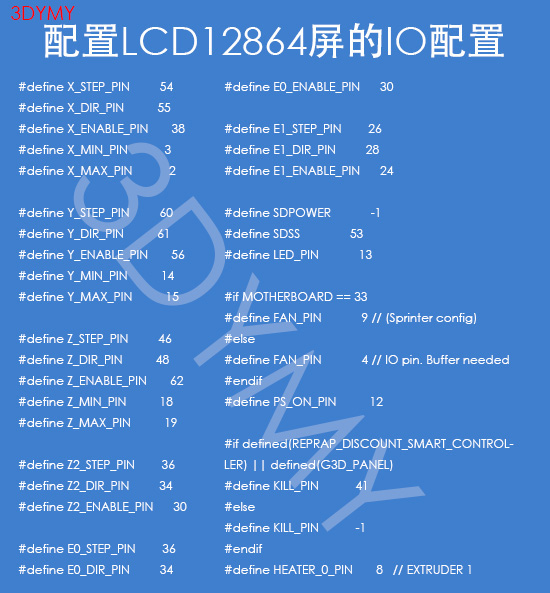 3DYMY
配置LCD12864屏的IO配置
#define X_STEP_PIN 54
#define X_DIR_PIN 55
#define X_ENABLE_PIN 38
#define X_MIN_PIN 3
#define X_MAX_PIN 2
#define Y_STEP_PIN 60
#define Y_DIR_PIN 61
#define Y_ENABLE_PIN 56
#define Y_MIN_PIN 14
#define Y_MAX_PIN 15
#define Z_STEP_PIN 46
#define Z_DIR_PIN 48
#define Z_ENABLE_PIN 62
#define Z_MIN_PIN 18
#define Z_MAX_PIN 19
#define Z2_STEP_PIN 36
#define Z2_DIR_PIN 34
#define Z2_ENABLE_PIN 30
#define E0_STEP_PIN 36
#define E0_DIR_PIN 34
#define E0_ENABLE_PIN 30
#define E1_STEP_PIN 26
#define E1_DIR_PIN 28
#define E1_ENABLE_PIN 24
#define SDPOWER -1
#define SDSS 53
#define LED_PIN 13
#if MOTHERBOARD == 33
#define FAN_PIN 9 // (Sprinter config)
#else
#define FAN_PIN 4 // IO pin. Buffer needed
#endif
#define PS_ON_PIN 12
#if defined(REPRAP_DISCOUNT_SMART_CONTROL-
LER) || defined(G3D_PANEL)
#define KILL_PIN 41
#else
#define KILL_PIN -1
#endif
#define HEATER_0_PIN 8 // EXTRUDER 1
3DYMY